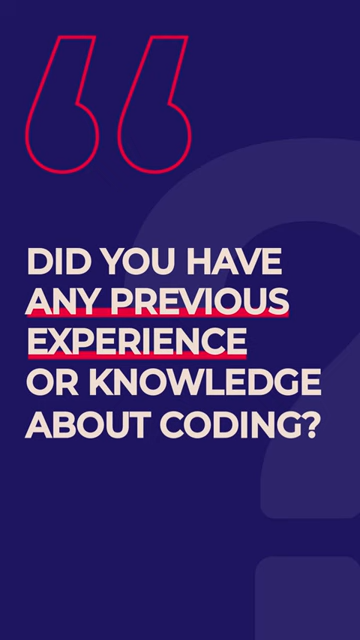 DID YOU HAVE
ANY PREVIOUS
EXPERIENCE
OR KNOWLEDGE
ABOUT CODING?